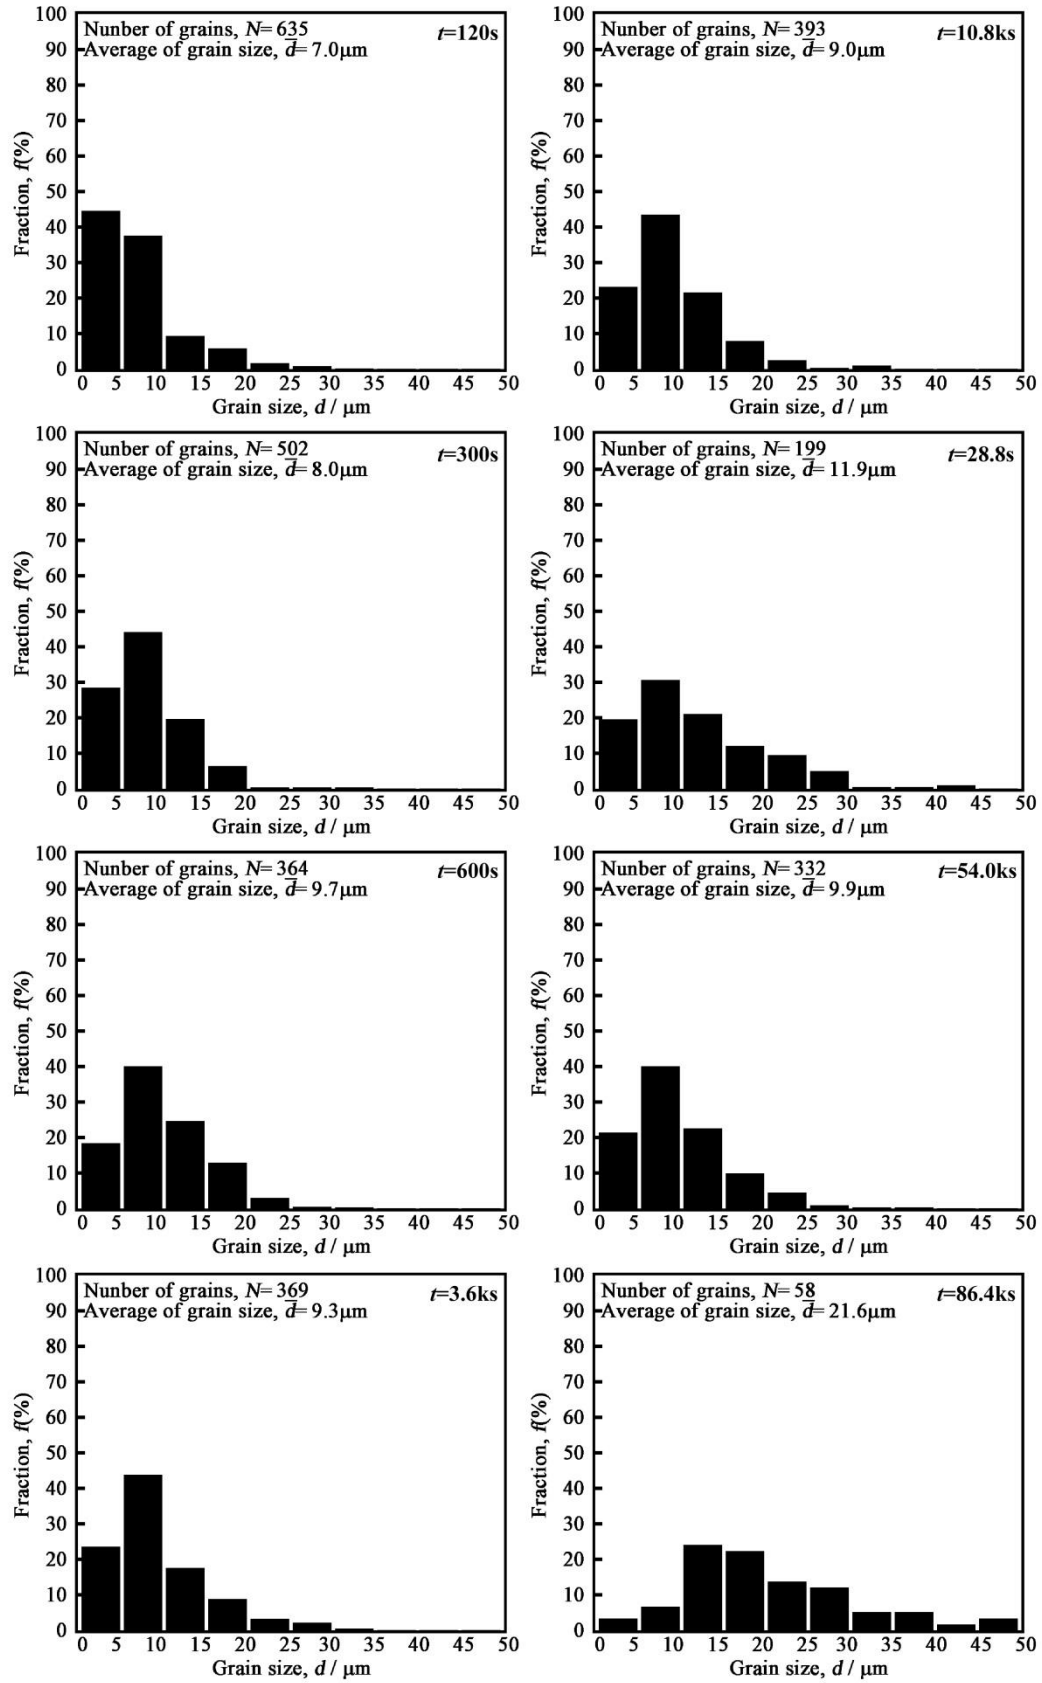 Nunber of grains, N= 635
Average of grain size, d̅= 7.0μm
t=120s
Fraction, f(%)
100
90
80
70
60
50
40
30
20
10
0
0 5 10 15 20 25 30 35 40 45 50
Grain size, d / μm
Nunber of grains, N= 393
Average of grain size, d̅= 9.0μm
t=10.8ks
Fraction, f(%)
100
90
80
70
60
50
40
30
20
10
0
0 5 10 15 20 25 30 35 40 45 50
Grain size, d / μm
Nunber of grains, N= 502
Average of grain size, d̅= 8.0μm
t=300s
Fraction, f(%)
100
90
80
70
60
50
40
30
20
10
0
0 5 10 15 20 25 30 35 40 45 50
Grain size, d / μm
Nunber of grains, N= 199
Average of grain size, d̅= 11.9μm
t=28.8s
Fraction, f(%)
100
90
80
70
60
50
40
30
20
10
0
0 5 10 15 20 25 30 35 40 45 50
Grain size, d / μm
Nunber of grains, N= 364
Average of grain size, d̅= 9.7μm
t=600s
Fraction, f(%)
100
90
80
70
60
50
40
30
20
10
0
0 5 10 15 20 25 30 35 40 45 50
Grain size, d / μm
Nunber of grains, N= 332
Average of grain size, d̅= 9.9μm
t=54.0ks
Fraction, f(%)
100
90
80
70
60
50
40
30
20
10
0
0 5 10 15 20 25 30 35 40 45 50
Grain size, d / μm
Nunber of grains, N= 369
Average of grain size, d̅= 9.3μm
t=3.6ks
Fraction, f(%)
100
90
80
70
60
50
40
30
20
10
0
0 5 10 15 20 25 30 35 40 45 50
Grain size, d / μm
Nunber of grains, N= 58
Average of grain size, d̅= 21.6μm
t=86.4ks
Fraction, f(%)
100
90
80
70
60
50
40
30
20
10
0
0 5 10 15 20 25 30 35 40 45 50
Grain size, d / μm